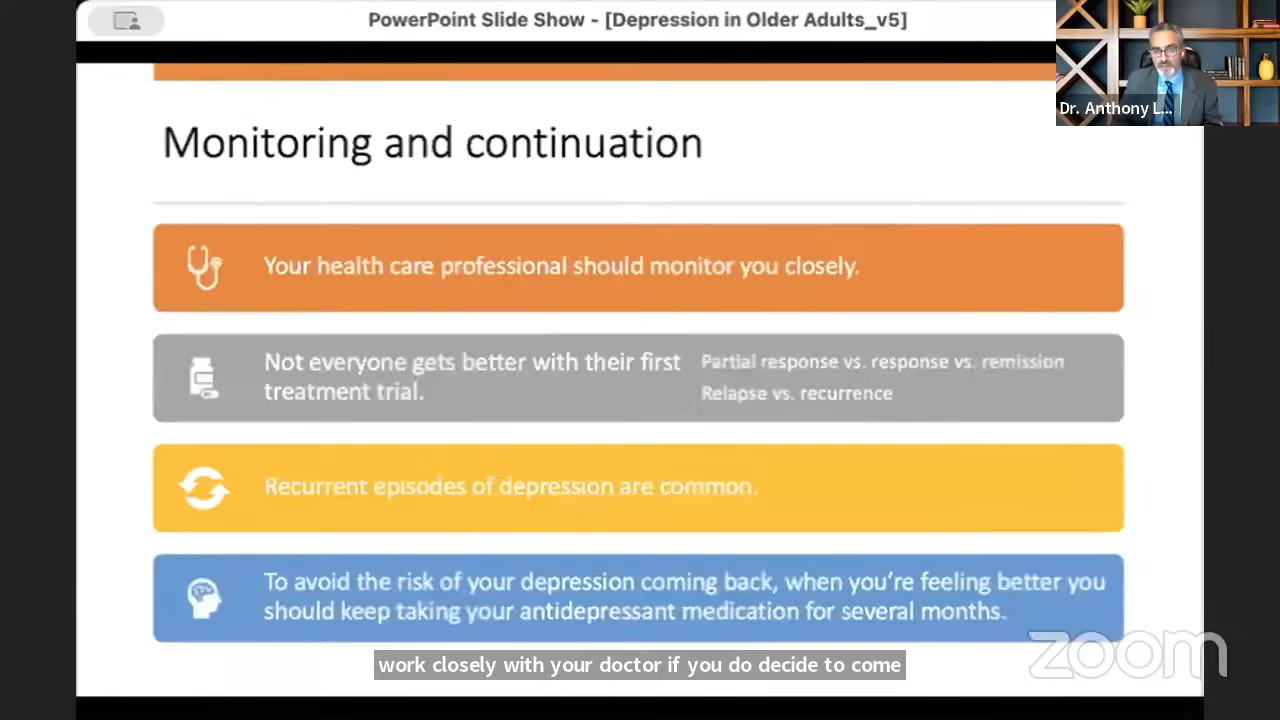 PowerPoint Slide Show - [Depression in Older Adults_v5]
Dr. Anthony L...
Monitoring and continuation
Your health care professional should monitor you closely.
Not everyone gets better with their first
treatment trial.
Partial response vs. response vs. remission
Relapse vs. recurrence
Recurrent episodes of depression are common.
To avoid the risk of your depression coming back, when you're feeling better you
should keep taking your antidepressant medication for several months.
work closely with your doctor if you do decide to come
zoom